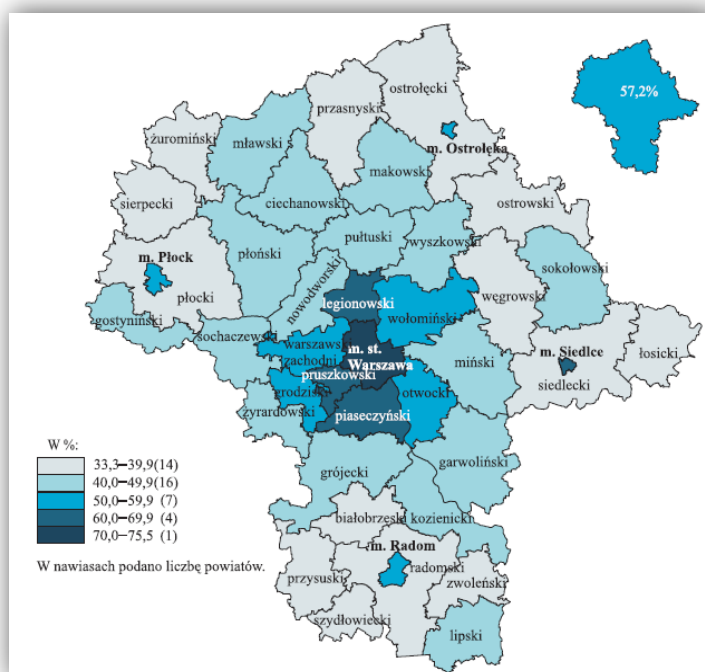 ostrołęcki
przasnyski
57,2%
żuromiński
mławski
m. Ostrołęka
makowski
sierpecki
ciechanowski
ostrowski
pułtuski
wyszkowski
płoński
sokołowski
m. Płock
nowodworski
węgrowski
płocki
legionowski
wołomiński
gostyniński
sochaczewski
warszawski
zachodni
m. st.
Warszawa
miński
m. Siedlce
łosicki
pruszkowski
siedlecki
grodziski
otwocki
żyrardowski
piaseczyński
garwoliński
W %:
33,3–39,9(14)
40,0–49,9(16)
50,0–59,9 (7)
60,0–69,9 (4)
70,0–75,5 (1)
grójecki
białobrzeski
kozienicki
m. Radom
W nawiasach podano liczbę powiatów.
radomski
przysuski
zwoleński
szydłowiecki
lipski